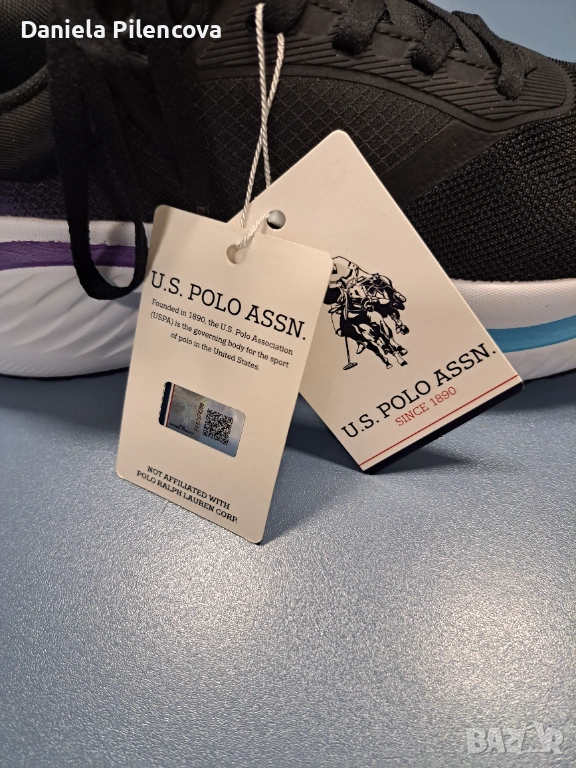 Daniela Pilencova
U.S. POLO ASSN.
Founded in 1890, the U.S. Polo Association
(USPA) is the governing body for the sport
of polo in the United States.
NOT AFFILIATED WITH
POLO RALPH LAUREN CORP.
U.S. POLO ASSN.
SINCE 1890
BAZAR